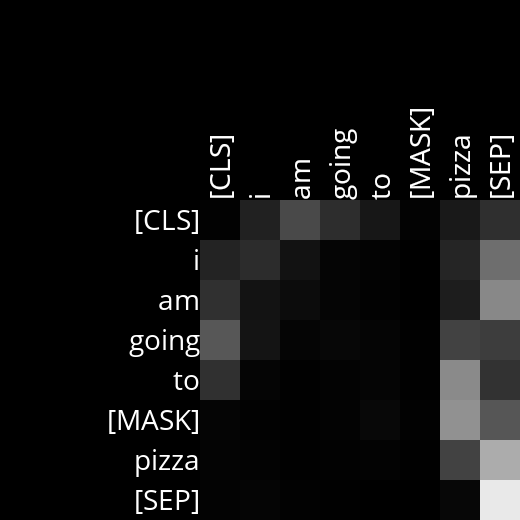 [CLS] i am going to [MASK] pizza [SEP]
[CLS]
i
am
going
to
[MASK]
pizza
[SEP]